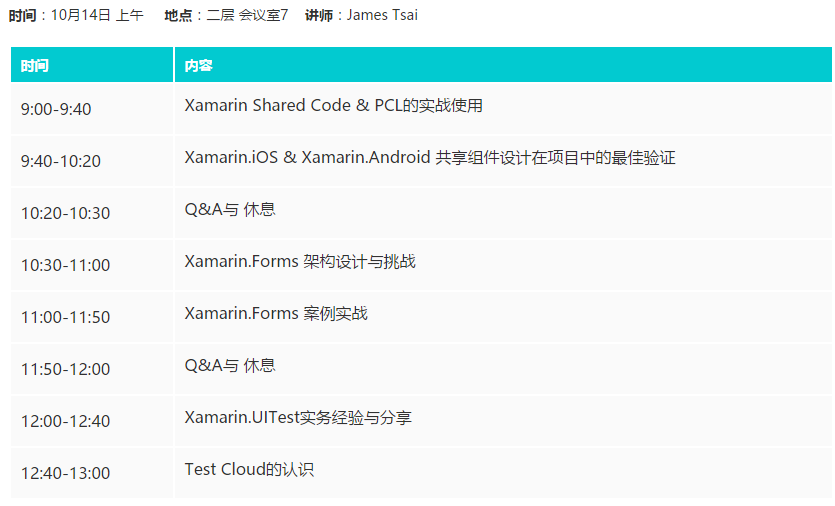 时间：10月14日 上午 地点：二层 会议室7 讲师：James Tsai
时间 内容
9:00-9:40 Xamarin Shared Code & PCL的实战使用
9:40-10:20 Xamarin.iOS & Xamarin.Android 共享组件设计在项目中的最佳验证
10:20-10:30 Q&A与 休息
10:30-11:00 Xamarin.Forms 架构设计与挑战
11:00-11:50 Xamarin.Forms 案例实战
11:50-12:00 Q&A与 休息
12:00-12:40 Xamarin.UITest实务经验与分享
12:40-13:00 Test Cloud的认识